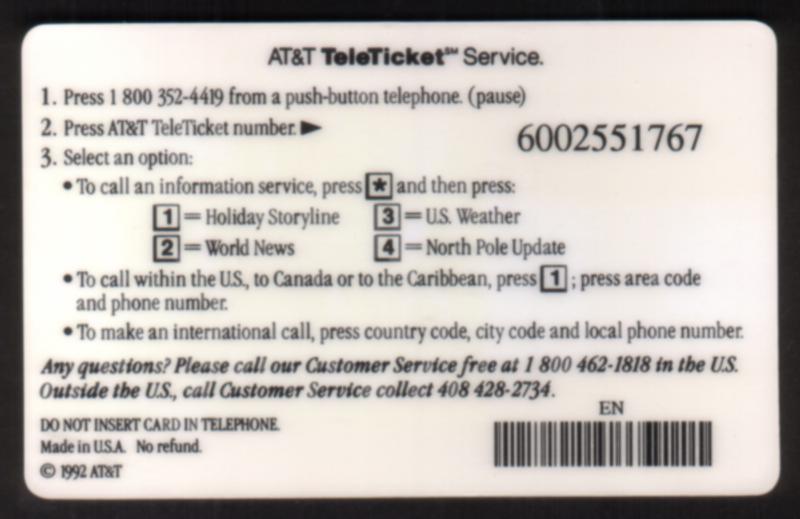 AT&T TeleTicket℠ Service.
1. Press 1 800 352-4419 from a push-button telephone. (pause)
2. Press AT&T TeleTicket number. ▶
6002551767
3. Select an option:
• To call an information service, press * and then press:
1 = Holiday Storyline 3 = U.S. Weather
2 = World News 4 = North Pole Update
• To call within the U.S., to Canada or to the Caribbean, press 1 ; press area code
and phone number.
• To make an international call, press country code, city code and local phone number.
Any questions? Please call our Customer Service free at 1 800 462-1818 in the U.S.
Outside the U.S., call Customer Service collect 408 428-2734.
EN
DO NOT INSERT CARD IN TELEPHONE.
Made in U.S.A. No refund.
© 1992 AT&T